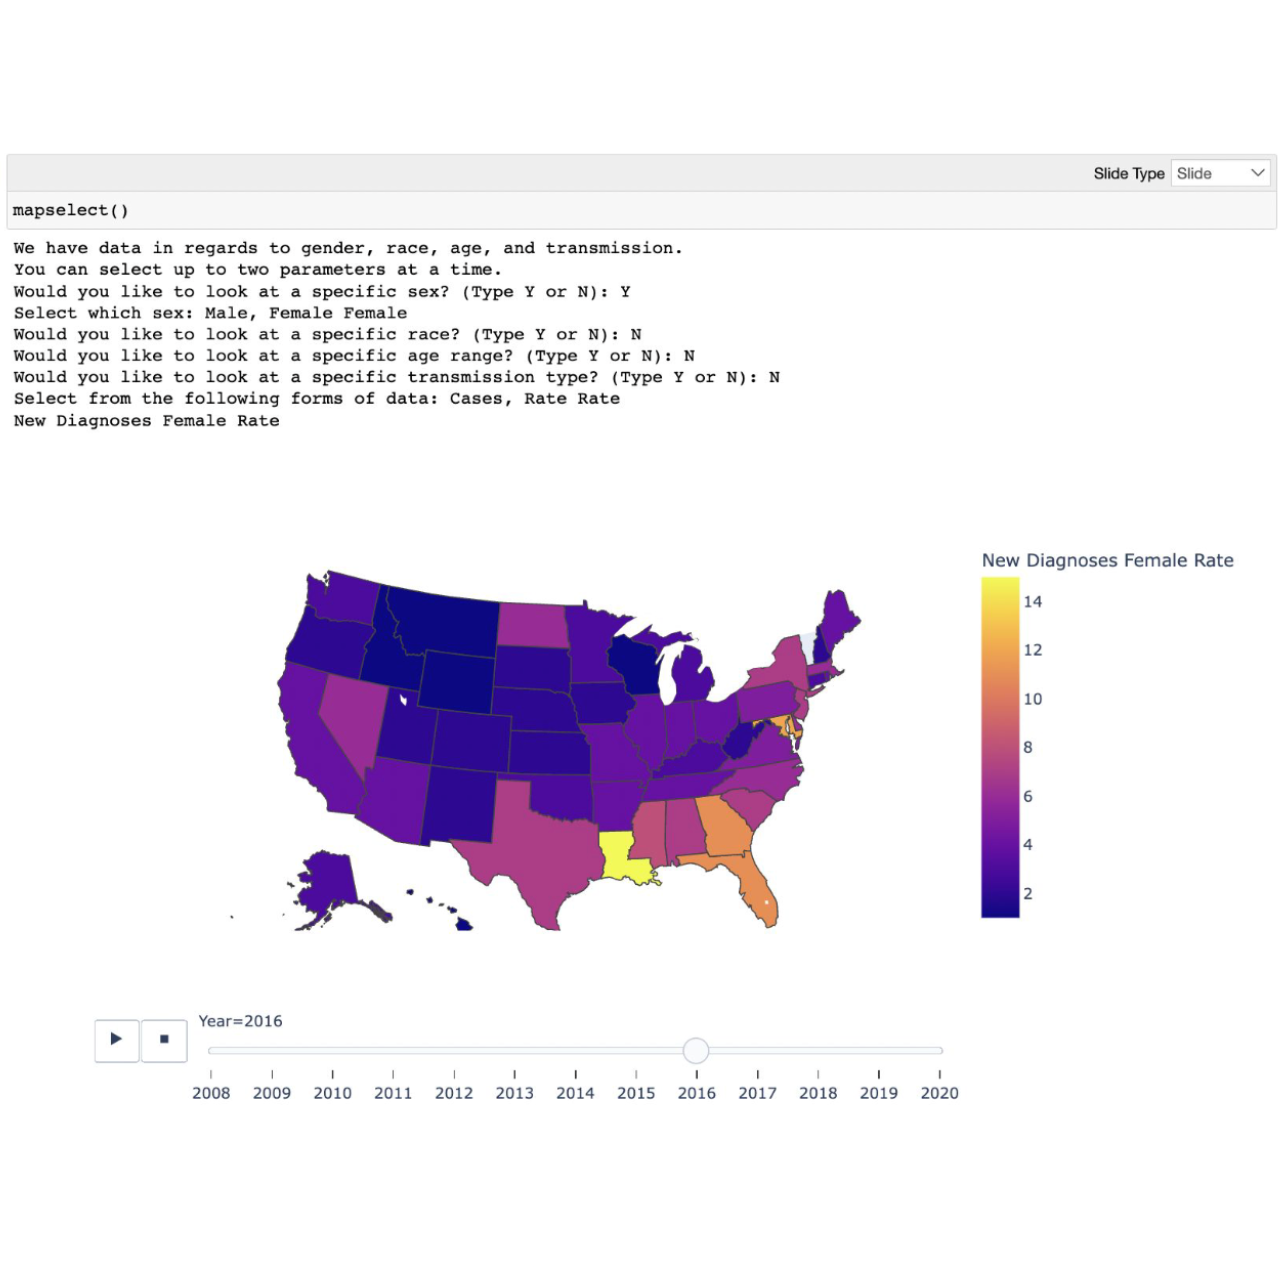 Slide Type Slide
mapselect()
We have data in regards to gender, race, age, and transmission.
You can select up to two parameters at a time.
Would you like to look at a specific sex? (Type Y or N): Y
Select which sex: Male, Female Female
Would you like to look at a specific race? (Type Y or N): N
Would you like to look at a specific age range? (Type Y or N): N
Would you like to look at a specific transmission type? (Type Y or N): N
Select from the following forms of data: Cases, Rate Rate
New Diagnoses Female Rate
New Diagnoses Female Rate
14
12
10
8
6
4
2
Year=2016
2008 2009 2010 2011 2012 2013 2014 2015 2016 2017 2018 2019 2020